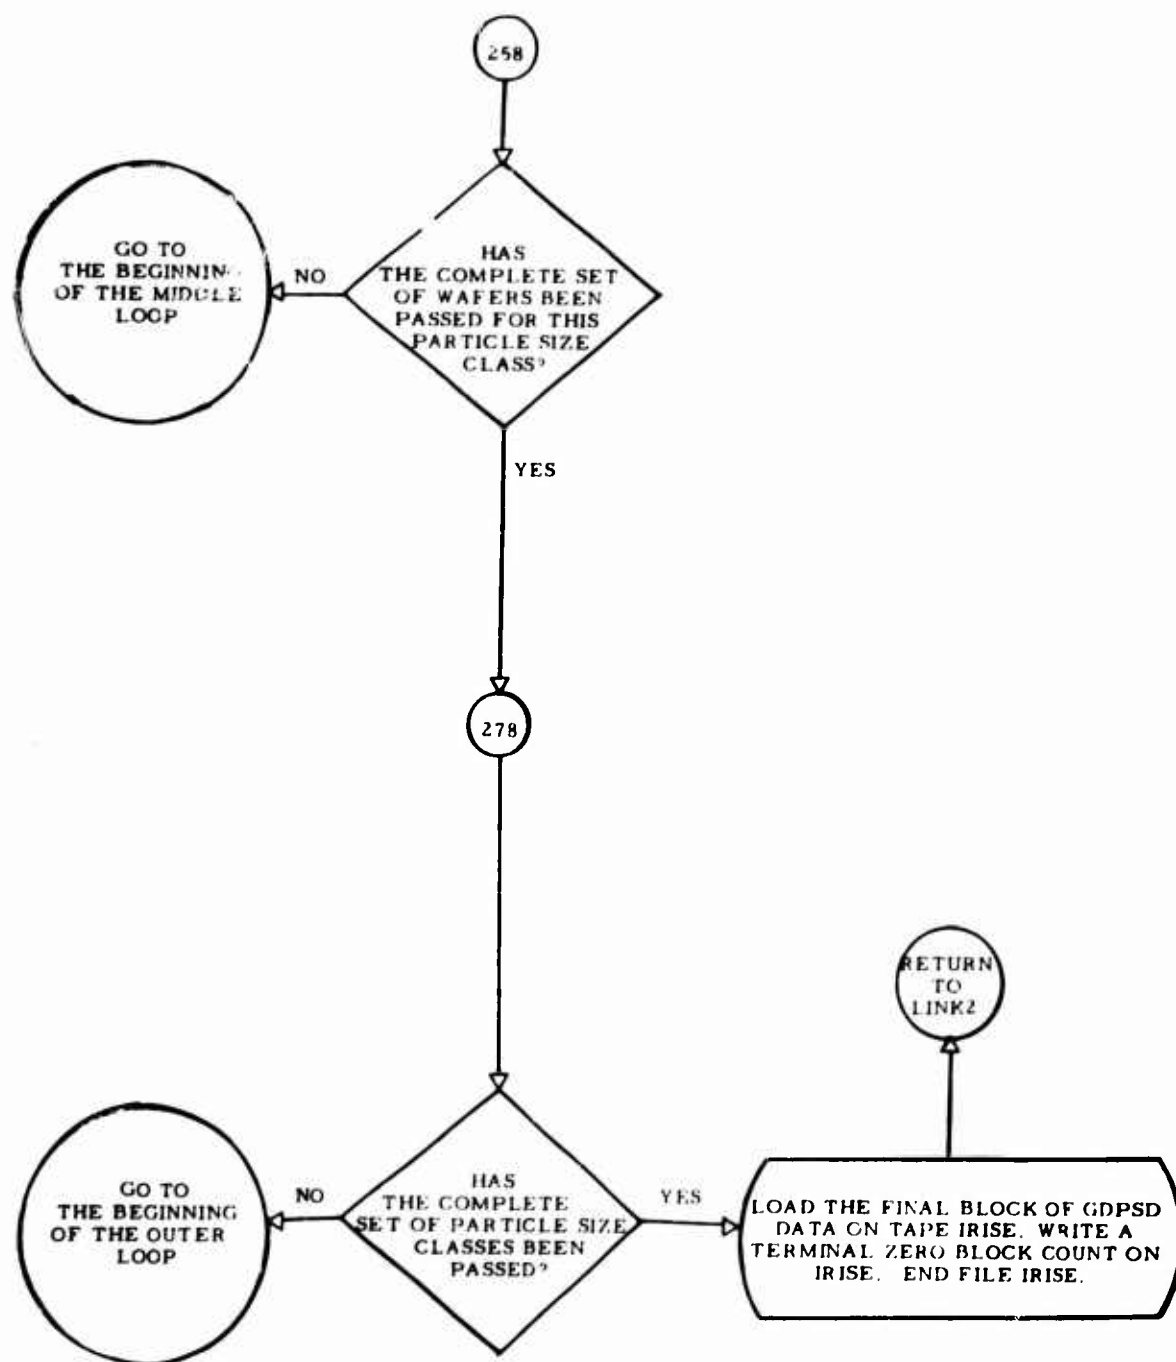 258
GO TO
THE BEGINNING
OF THE MIDDLE
LOOP
NO
HAS
THE COMPLETE SET
OF WAFERS BEEN
PASSED FOR THIS
PARTICLE SIZE
CLASS?
YES
278
RETURN
TO
LINK2
GO TO
THE BEGINNING
OF THE OUTER
LOOP
NO
HAS
THE COMPLETE
SET OF PARTICLE SIZE
CLASSES BEEN
PASSED?
YES
LOAD THE FINAL BLOCK OF GDPSD
DATA ON TAPE IRISE. WRITE A
TERMINAL ZERO BLOCK COUNT ON
IRISE. END FILE IRISE.